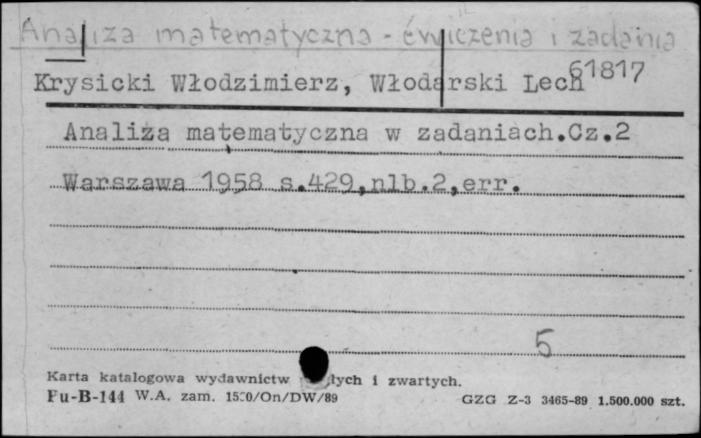 Analiza matematyczna - ćwiczenia i zadania
Krysicki Włodzimierz, Włodarski Lech 61817
Analiza matematyczna w zadaniach.Cz.2
Warszawa 1958 s.429,nlb.2,err.
5
Karta katalogowa wydawnictw i zwartych.
Pu-B-144 W.A. zam. /On/DW/89 GZG Z-3 3465-89 1.500.000 szt.